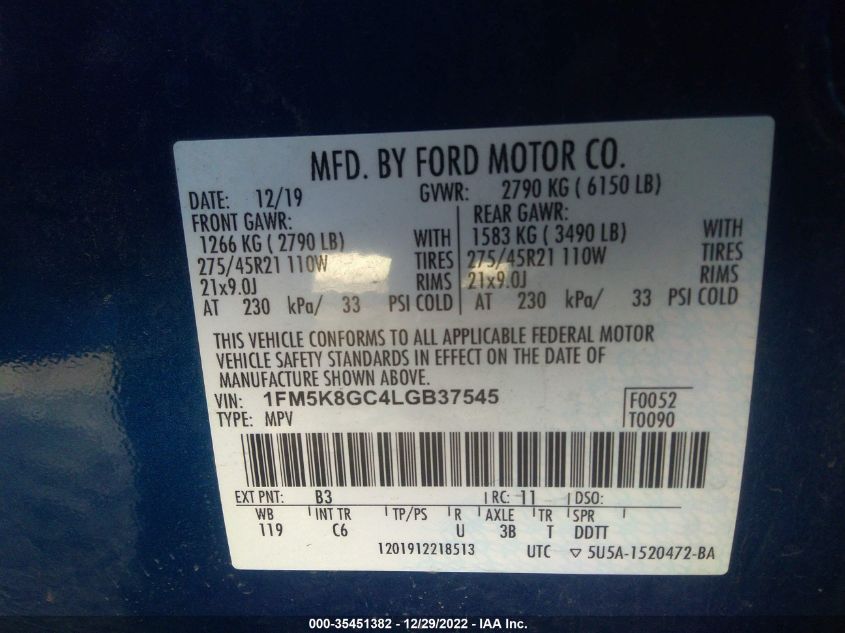 MFD. BY FORD MOTOR CO.
DATE: 12/19 GVWR: 2790 KG ( 6150 LB)
FRONT GAWR: REAR GAWR:
1266 KG ( 2790 LB) WITH 1583 KG ( 3490 LB) WITH
275/45R21 110W TIRES 275/45R21 110W TIRES
21x9.0J RIMS 21x9.0J RIMS
AT 230 kPa/ 33 PSI COLD AT 230 kPa/ 33 PSI COLD
THIS VEHICLE CONFORMS TO ALL APPLICABLE FEDERAL MOTOR
VEHICLE SAFETY STANDARDS IN EFFECT ON THE DATE OF
MANUFACTURE SHOWN ABOVE.
VIN: 1FM5K8GC4LGB37545 F0052
TYPE: MPV T0090
EXT PNT: B3 RC: 11 DSO:
WB INT TR TP/PS R AXLE TR SPR
119 C6 U 3B T DDTT
1201912218513 UTC ▽ 5U5A-1520472-BA
000-35451382 - 12/29/2022 - IAA Inc.